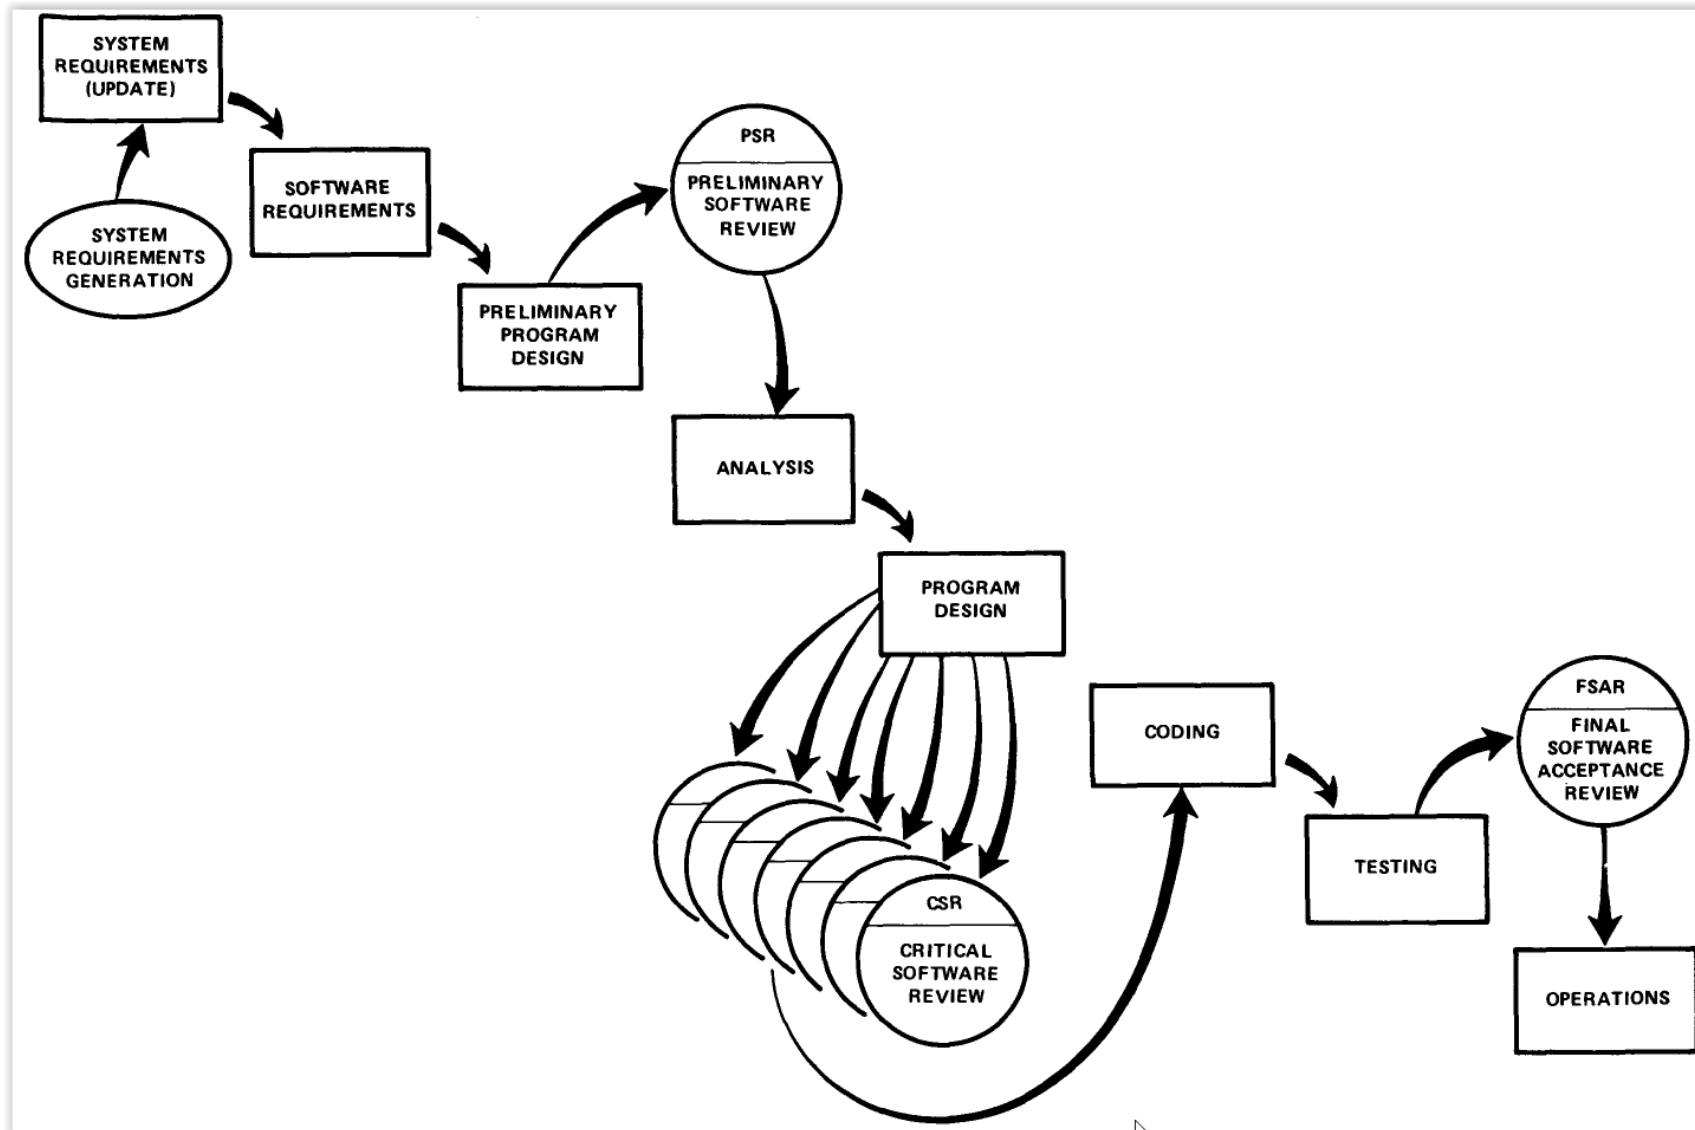 SYSTEM
REQUIREMENTS
(UPDATE)
SYSTEM
REQUIREMENTS
GENERATION
SOFTWARE
REQUIREMENTS
PRELIMINARY
PROGRAM
DESIGN
PSR
PRELIMINARY
SOFTWARE
REVIEW
ANALYSIS
PROGRAM
DESIGN
CSR
CRITICAL
SOFTWARE
REVIEW
CODING
TESTING
FSAR
FINAL
SOFTWARE
ACCEPTANCE
REVIEW
OPERATIONS